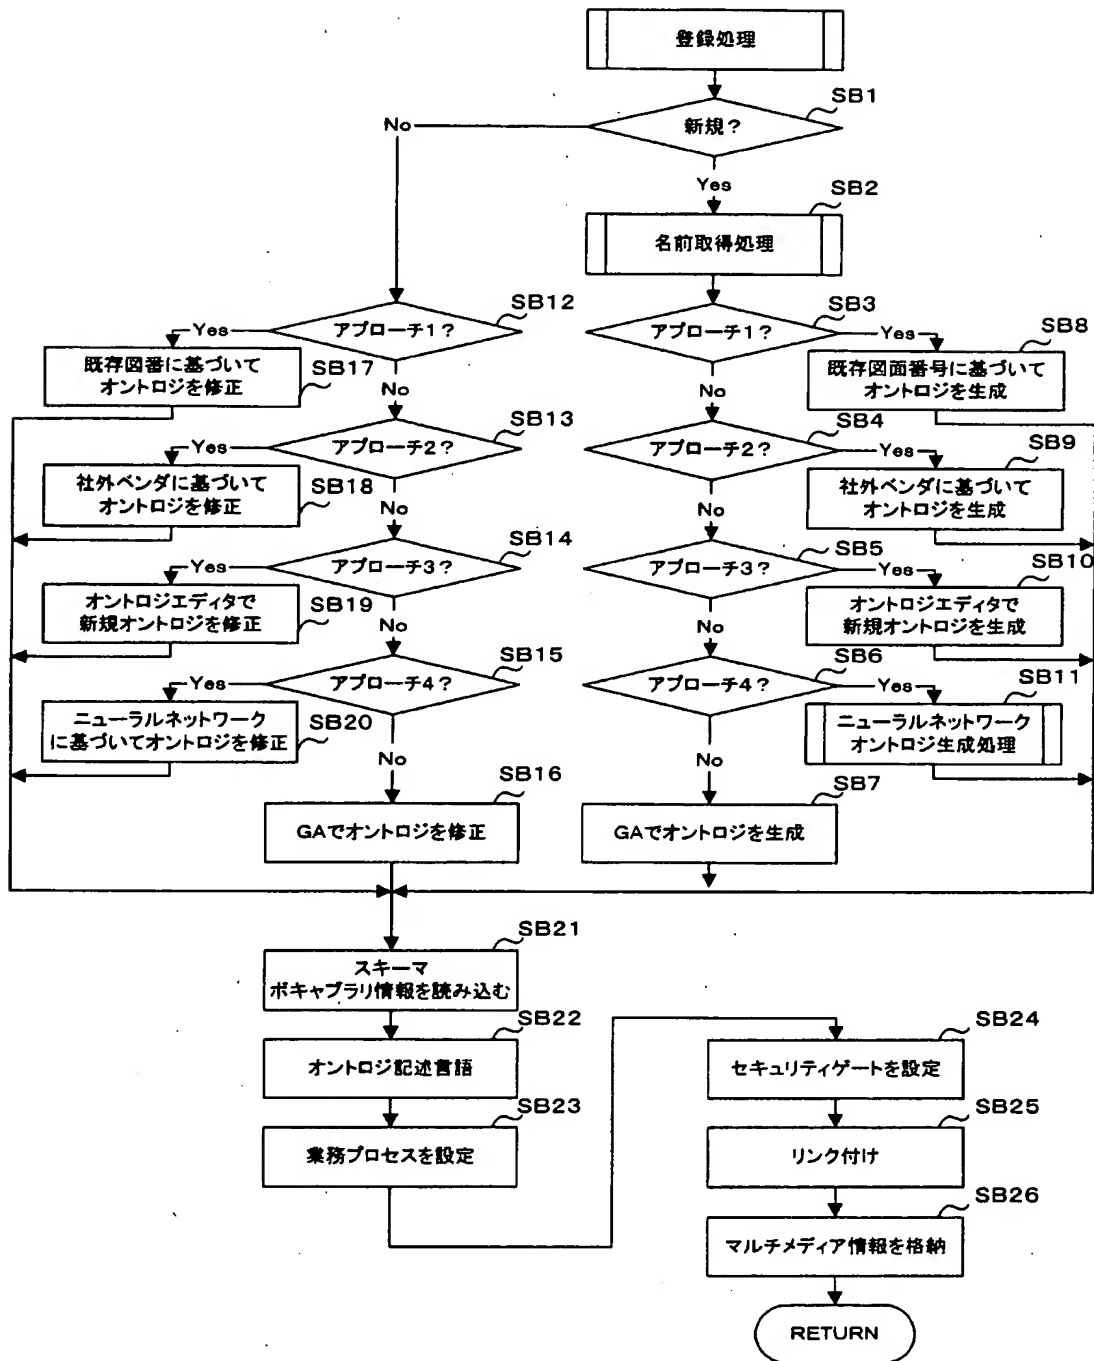 登録処理
SB1
新規？
No
Yes
SB2
名前取得処理
SB12
アプローチ1？
Yes
SB3
アプローチ1？
Yes
SB8
既存図番に基づいて
オントロジを修正
SB17
No
No
既存図面番号に基づいて
オントロジを生成
SB13
アプローチ2？
Yes
SB4
アプローチ2？
Yes
SB9
社外ベンダに基づいて
オントロジを修正
SB18
No
No
社外ベンダに基づいて
オントロジを生成
SB14
アプローチ3？
Yes
SB5
アプローチ3？
Yes
SB10
オントロジエディタで
新規オントロジを修正
SB19
No
No
オントロジエディタで
新規オントロジを生成
SB15
アプローチ4？
Yes
SB6
アプローチ4？
Yes
SB11
ニューラルネットワーク
に基づいてオントロジを修正
SB20
No
No
ニューラルネットワーク
オントロジ生成処理
SB16
GAでオントロジを修正
SB7
GAでオントロジを生成
SB21
スキーマ
ボキャブラリ情報を読み込む
SB22
オントロジ記述言語
SB23
業務プロセスを設定
SB24
セキュリティゲートを設定
SB25
リンク付け
SB26
マルチメディア情報を格納
RETURN